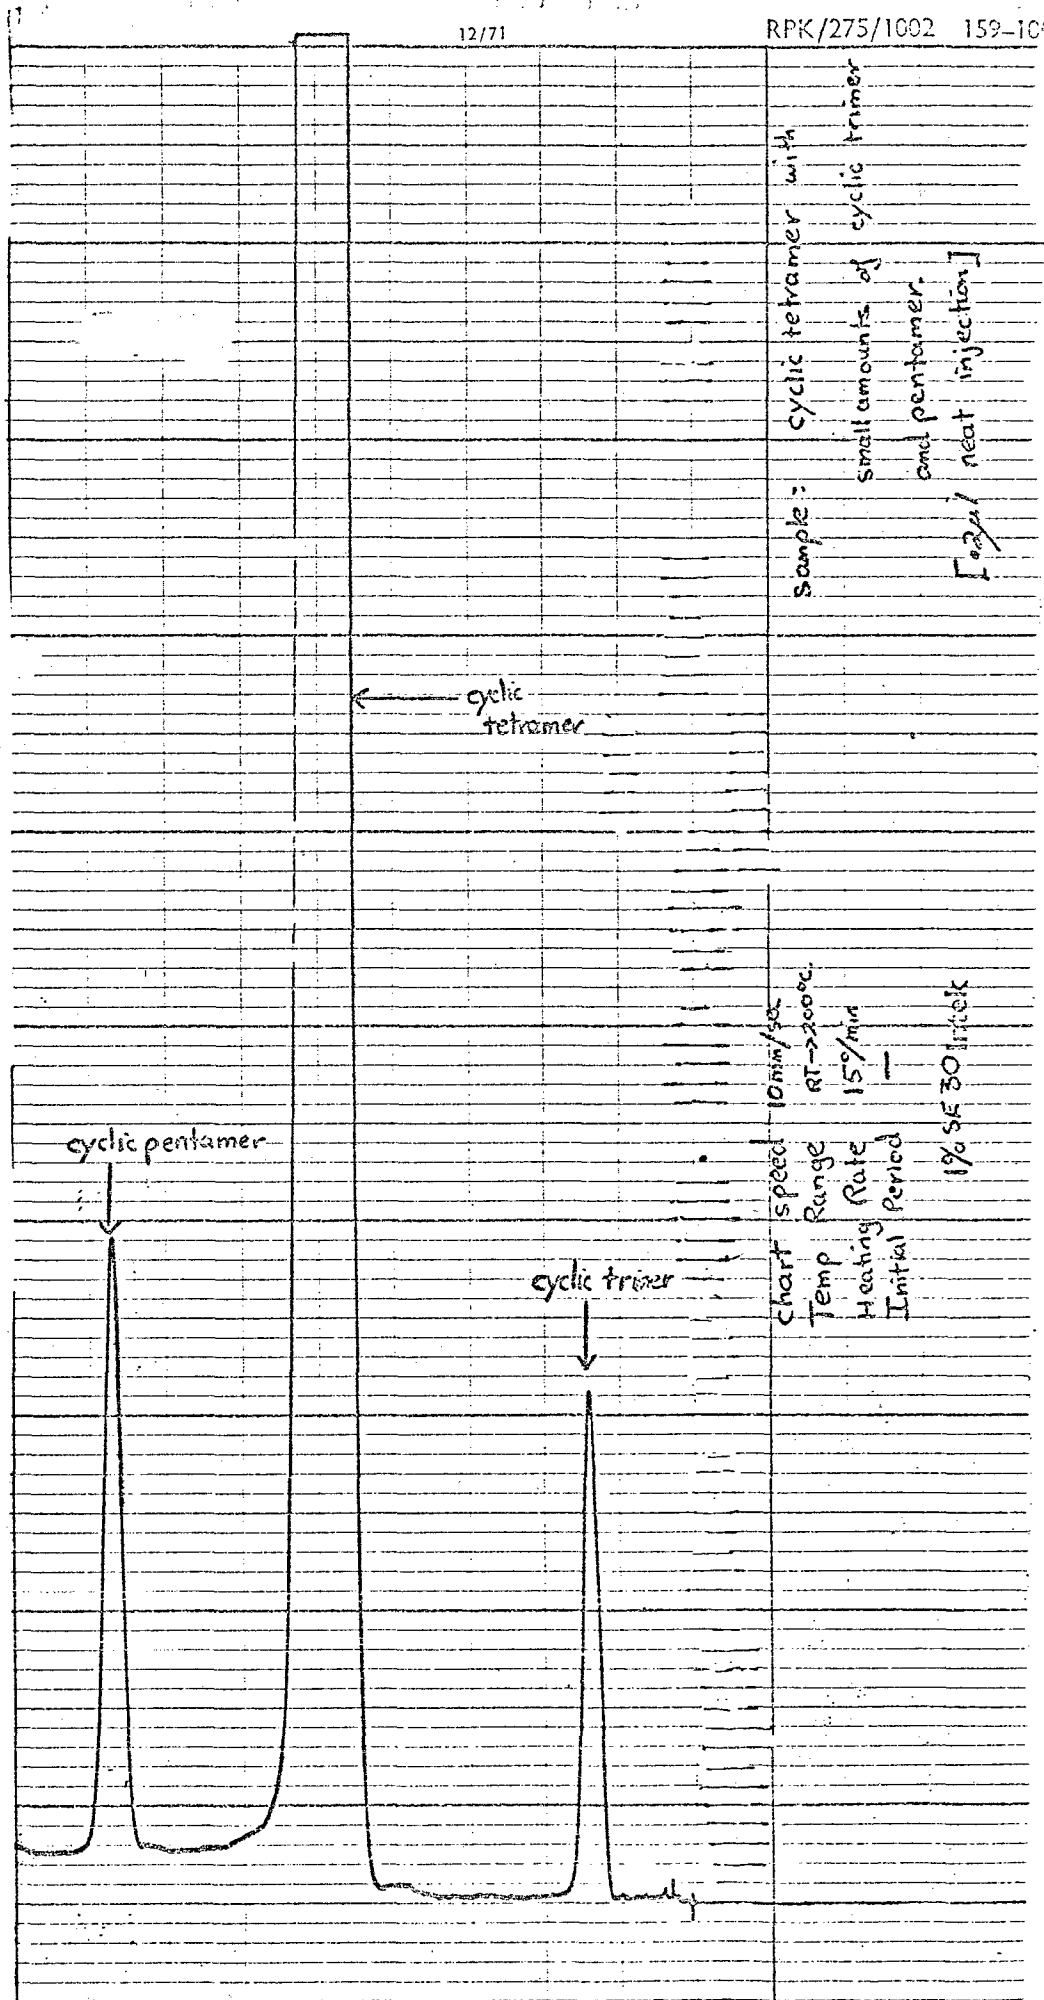 12/71
RPK/275/1002 159-10
sample: cyclic tetramer with
small amounts of cyclic trimer
and pentamer.
neat injection]
cyclic
tetramer
chart speed 10mm/sec
Temp Range RT→200°C.
Heating Rate 15°/min
Initial Period —
1% SE 30
cyclic pentamer
cyclic trimer